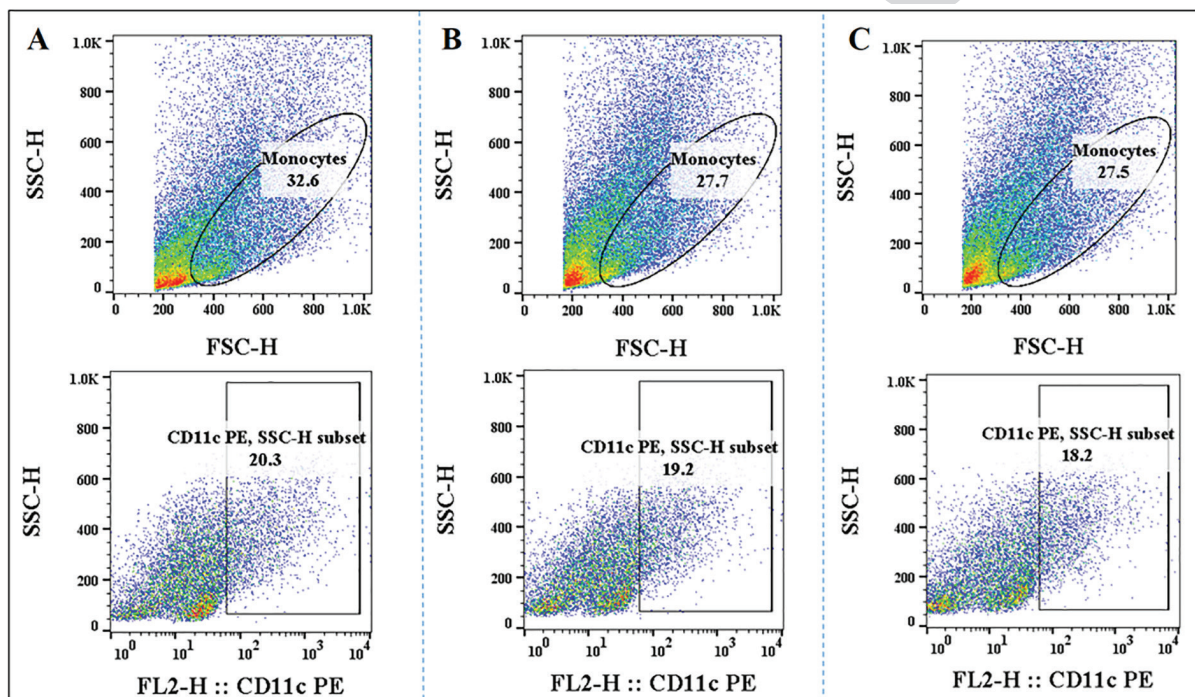 A
1.0K
800
600
400
200
0
SSC-H
Monocytes
32.6
0 200 400 600 800 1.0K
FSC-H
1.0K
800
600
400
200
0
SSC-H
CD11c PE, SSC-H subset
20.3
10^0 10^1 10^2 10^3 10^4
FL2-H :: CD11c PE
B
1.0K
800
600
400
200
0
SSC-H
Monocytes
27.7
0 200 400 600 800 1.0K
FSC-H
1.0K
800
600
400
200
0
SSC-H
CD11c PE, SSC-H subset
19.2
10^0 10^1 10^2 10^3 10^4
FL2-H :: CD11c PE
C
1.0K
800
600
400
200
0
SSC-H
Monocytes
27.5
0 200 400 600 800 1.0K
FSC-H
1.0K
800
600
400
200
0
SSC-H
CD11c PE, SSC-H subset
18.2
10^0 10^1 10^2 10^3 10^4
FL2-H :: CD11c PE